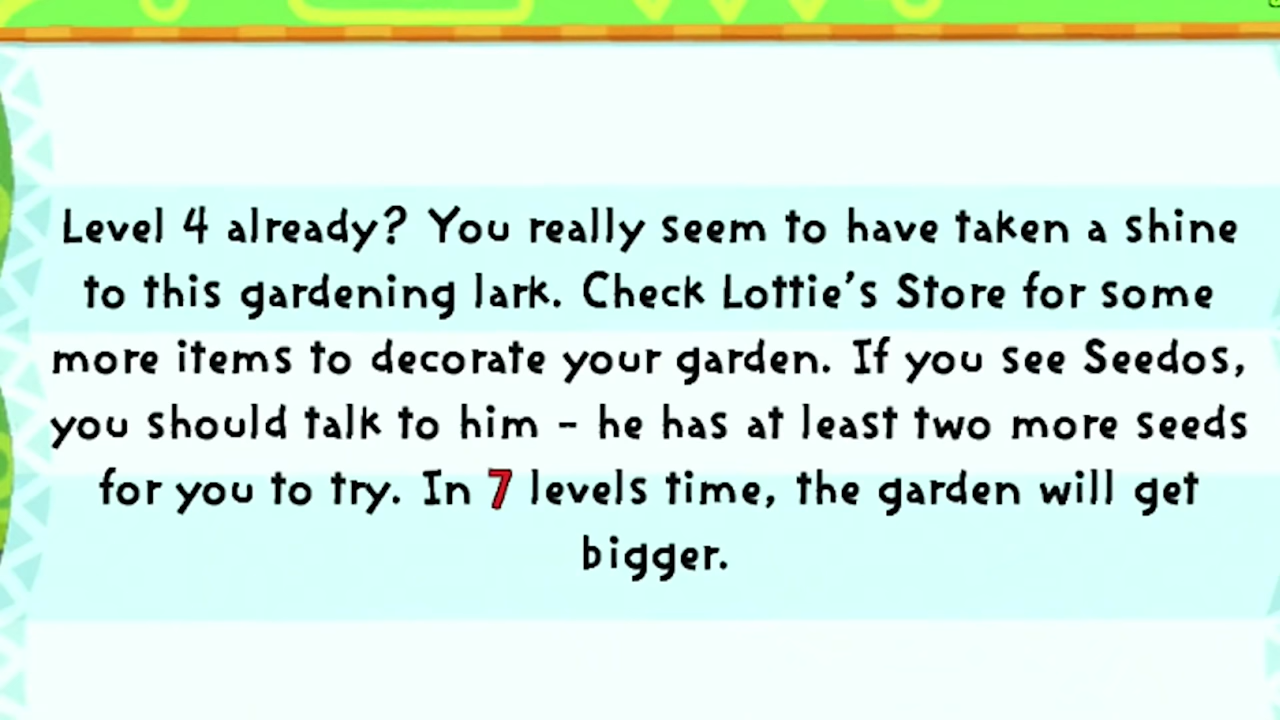 Level 4 already? You really seem to have taken a shine
to this gardening lark. Check Lottie's Store for some
more items to decorate your garden. If you see Seedos,
you should talk to him - he has at least two more seeds
for you to try. In 7 levels time, the garden will get
bigger.